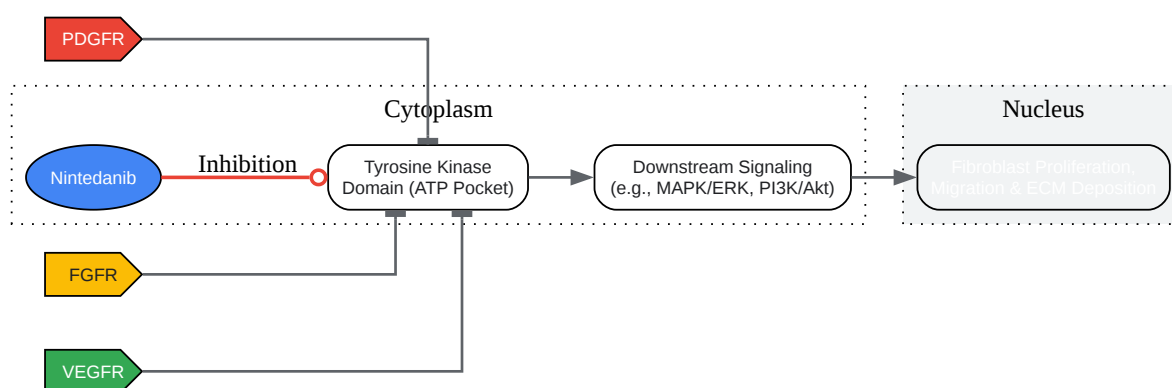 PDGFR
Cytoplasm
Nucleus
Nintedanib
Inhibition
Tyrosine Kinase
Domain (ATP Pocket)
Downstream Signaling
(e.g., MAPK/ERK, PI3K/Akt)
Fibroblast Proliferation,
Migration & ECM Deposition
FGFR
VEGFR